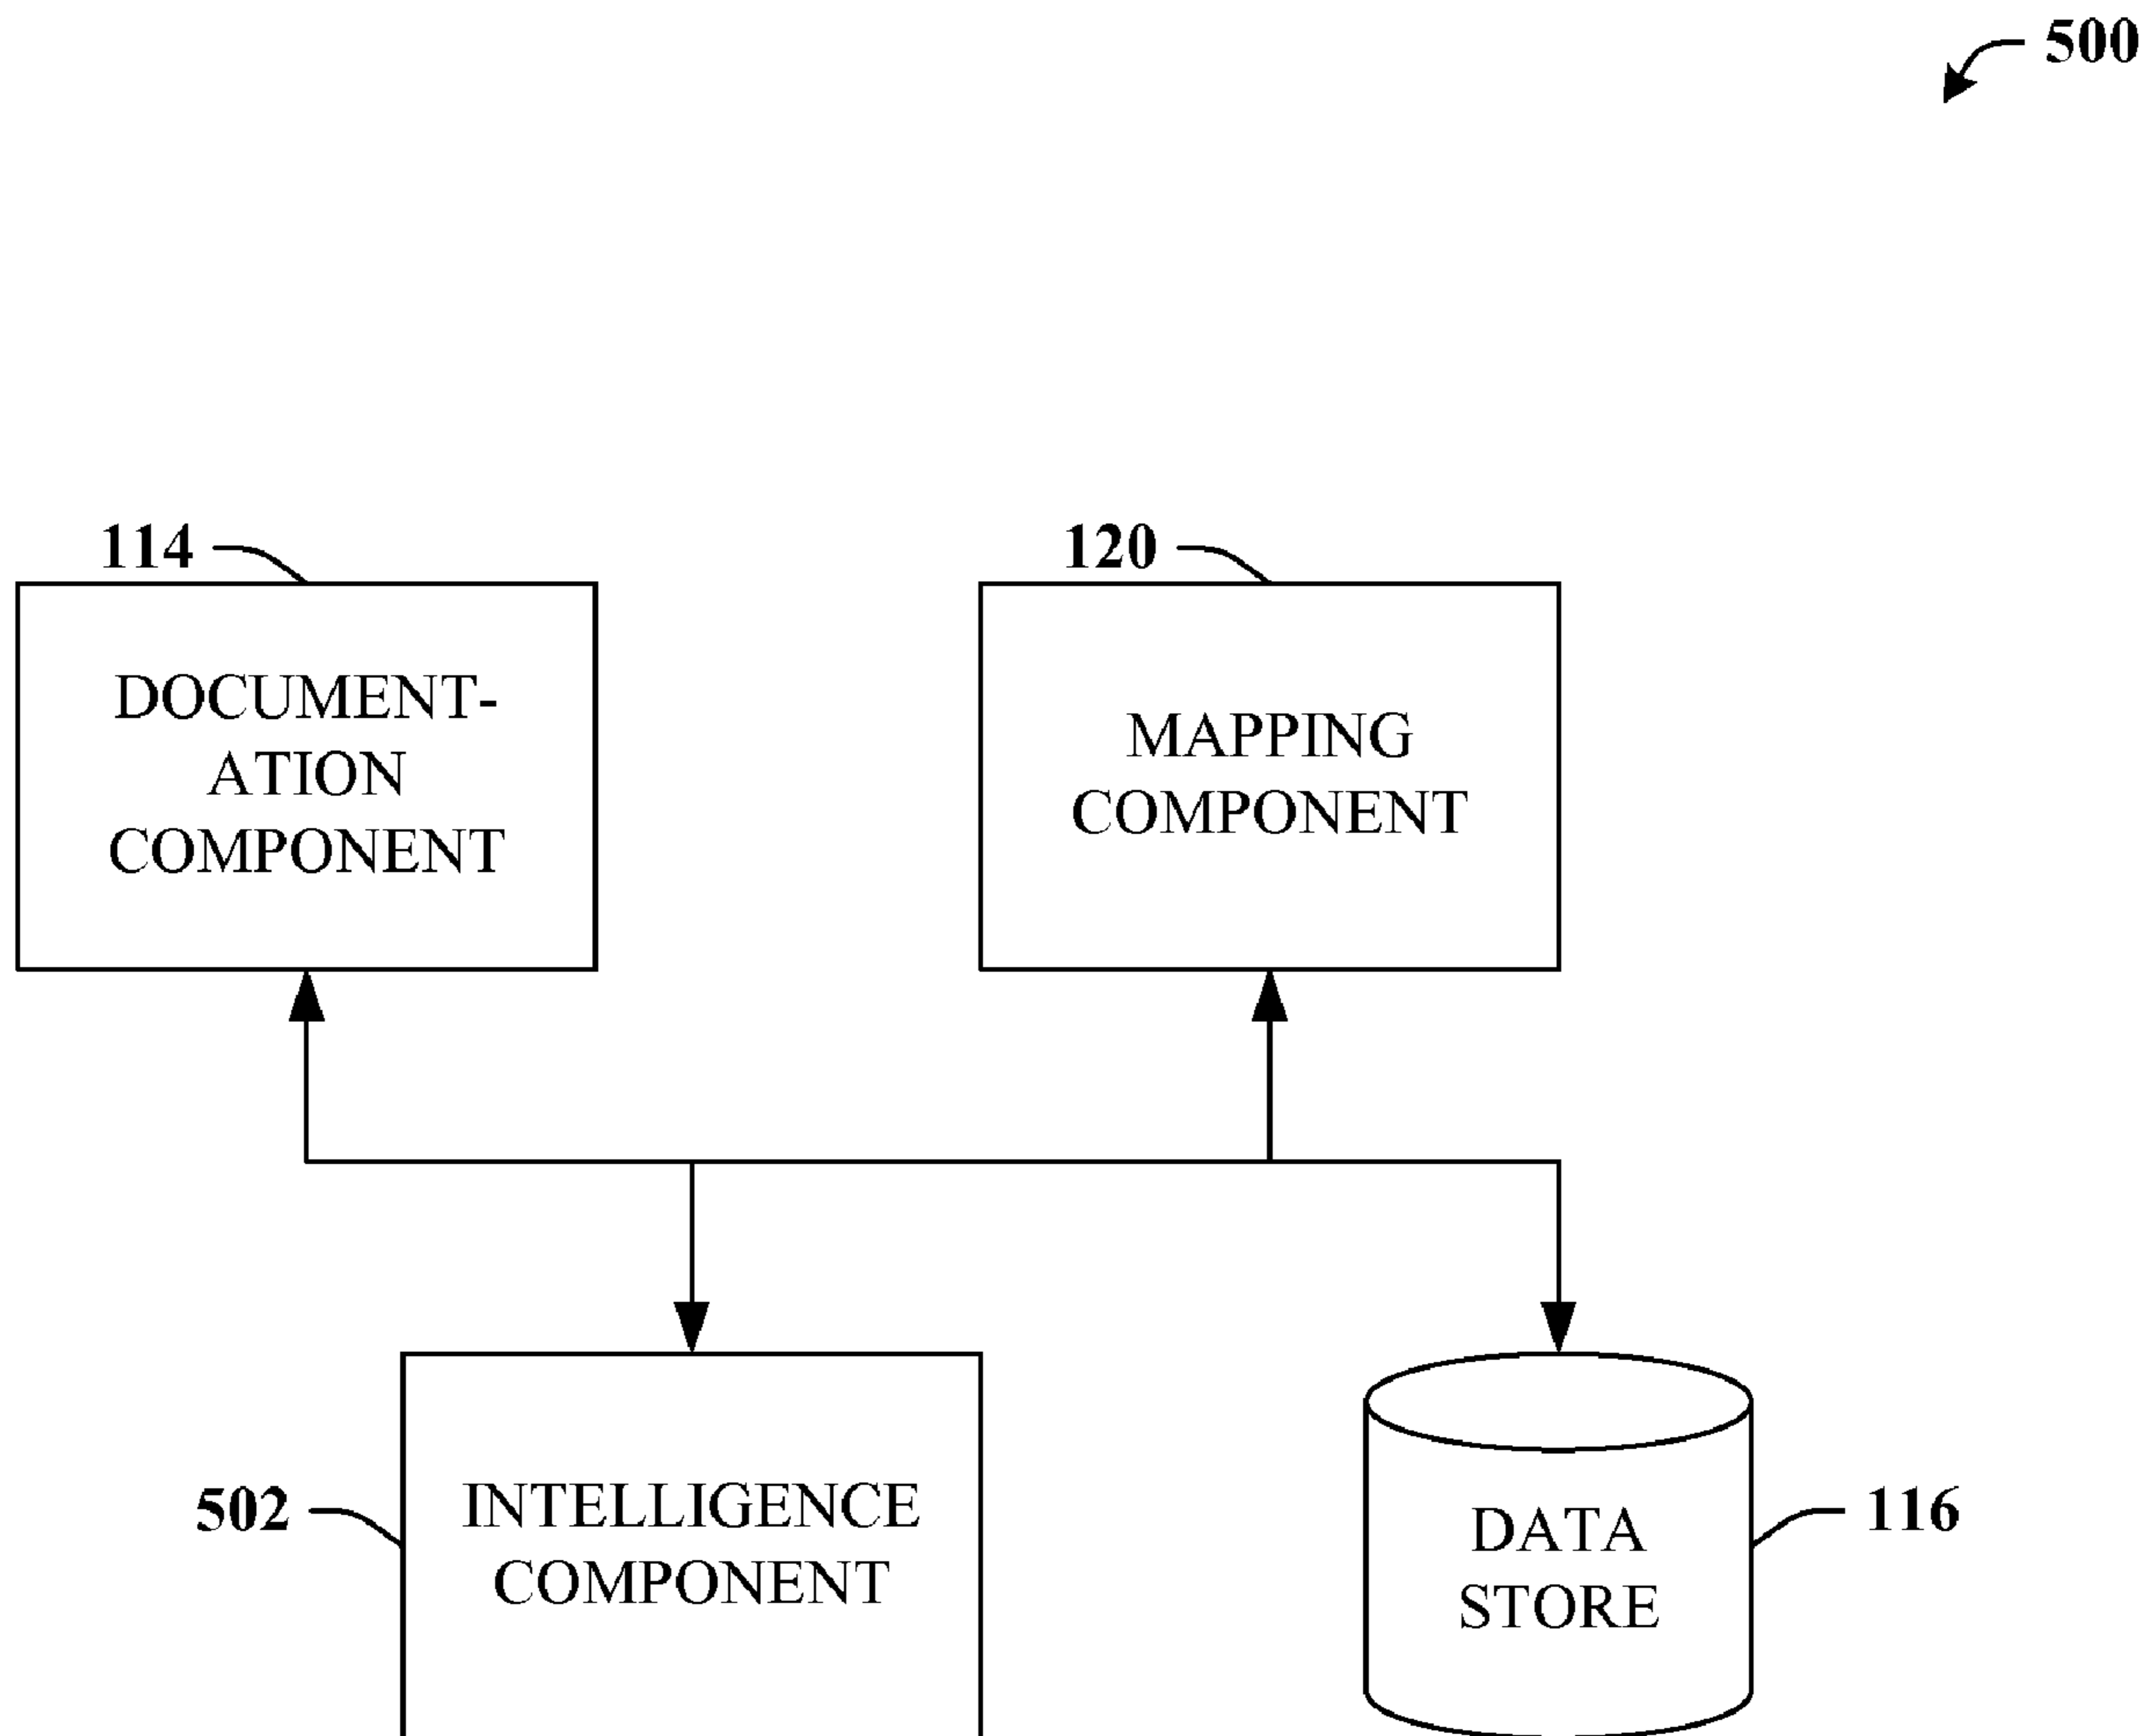 500
114
DOCUMENT-
ATION
COMPONENT
120
MAPPING
COMPONENT
502
INTELLIGENCE
COMPONENT
DATA
STORE
116